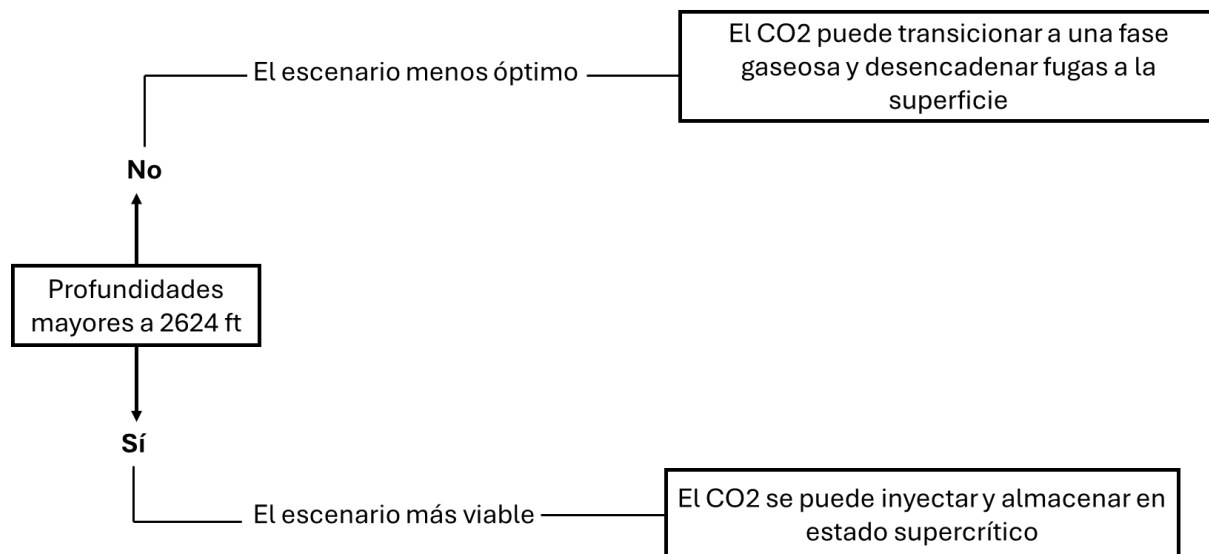 El CO2 puede transicionar a una fase
gaseosa y desencadenar fugas a la
superficie
El escenario menos óptimo
No
Profundidades
mayores a 2624 ft
Sí
El escenario más viable
El CO2 se puede inyectar y almacenar en
estado supercrítico